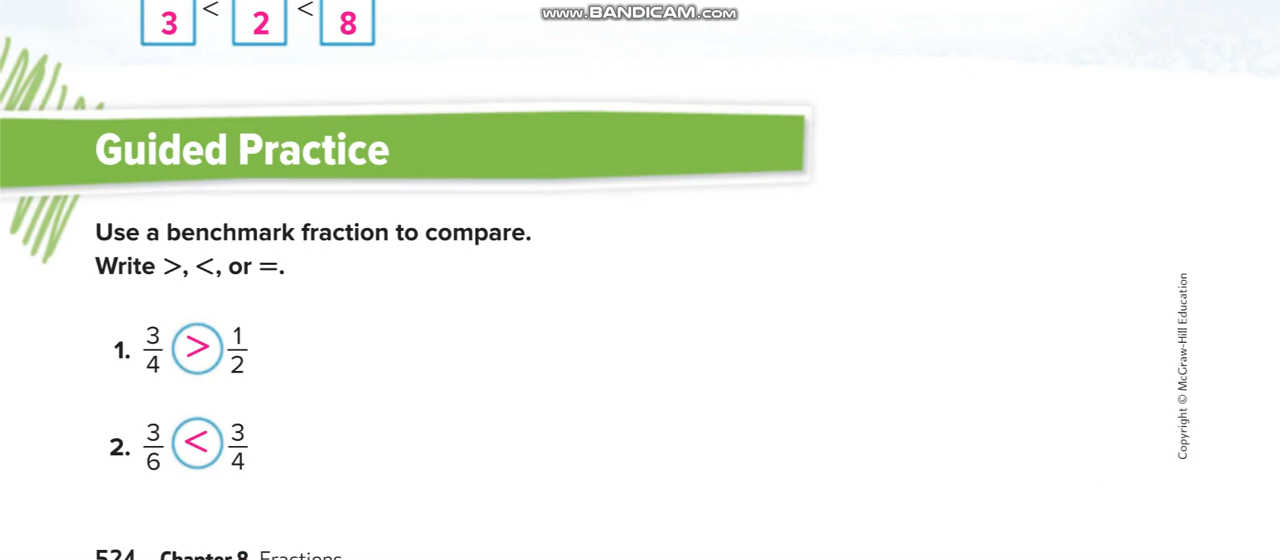 www.BANDICAM.com
3 < 2 < 8
Guided Practice
Use a benchmark fraction to compare.
Write >, <, or =.
1. 3/4 > 1/2
2. 3/6 < 3/4
524 Chapter 8 Fractions
Copyright © McGraw-Hill Education